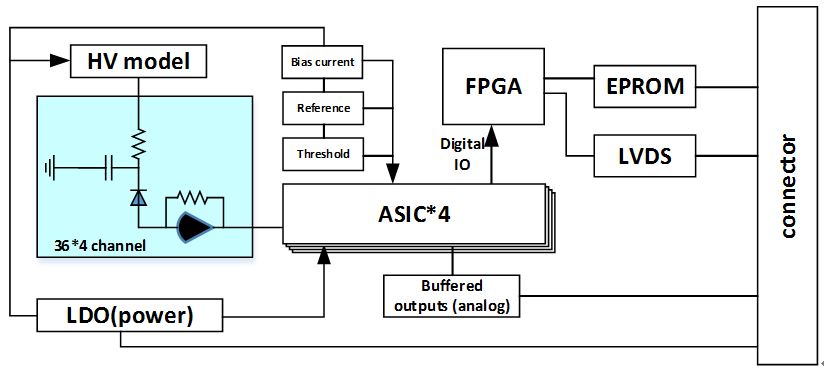 HV model
Bias current
Reference
Threshold
FPGA
EPROM
LVDS
Digital
IO
ASIC*4
36*4 channel
Buffered
outputs (analog)
LDO(power)
connector